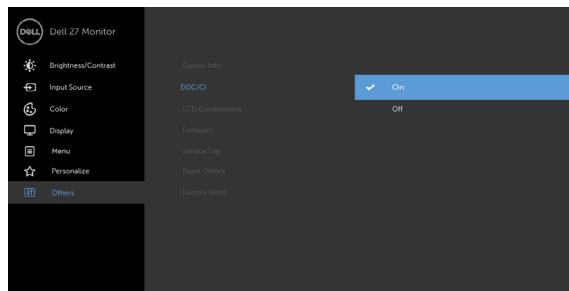 DELL Dell 27 Monitor
Brightness/Contrast
Input Source
Color
Display
Menu
Personalize
Others
Display Info
DDC/CI
LCD Conditioning
Firmware
Service Tag
Reset Others
Factory Reset
On
Off